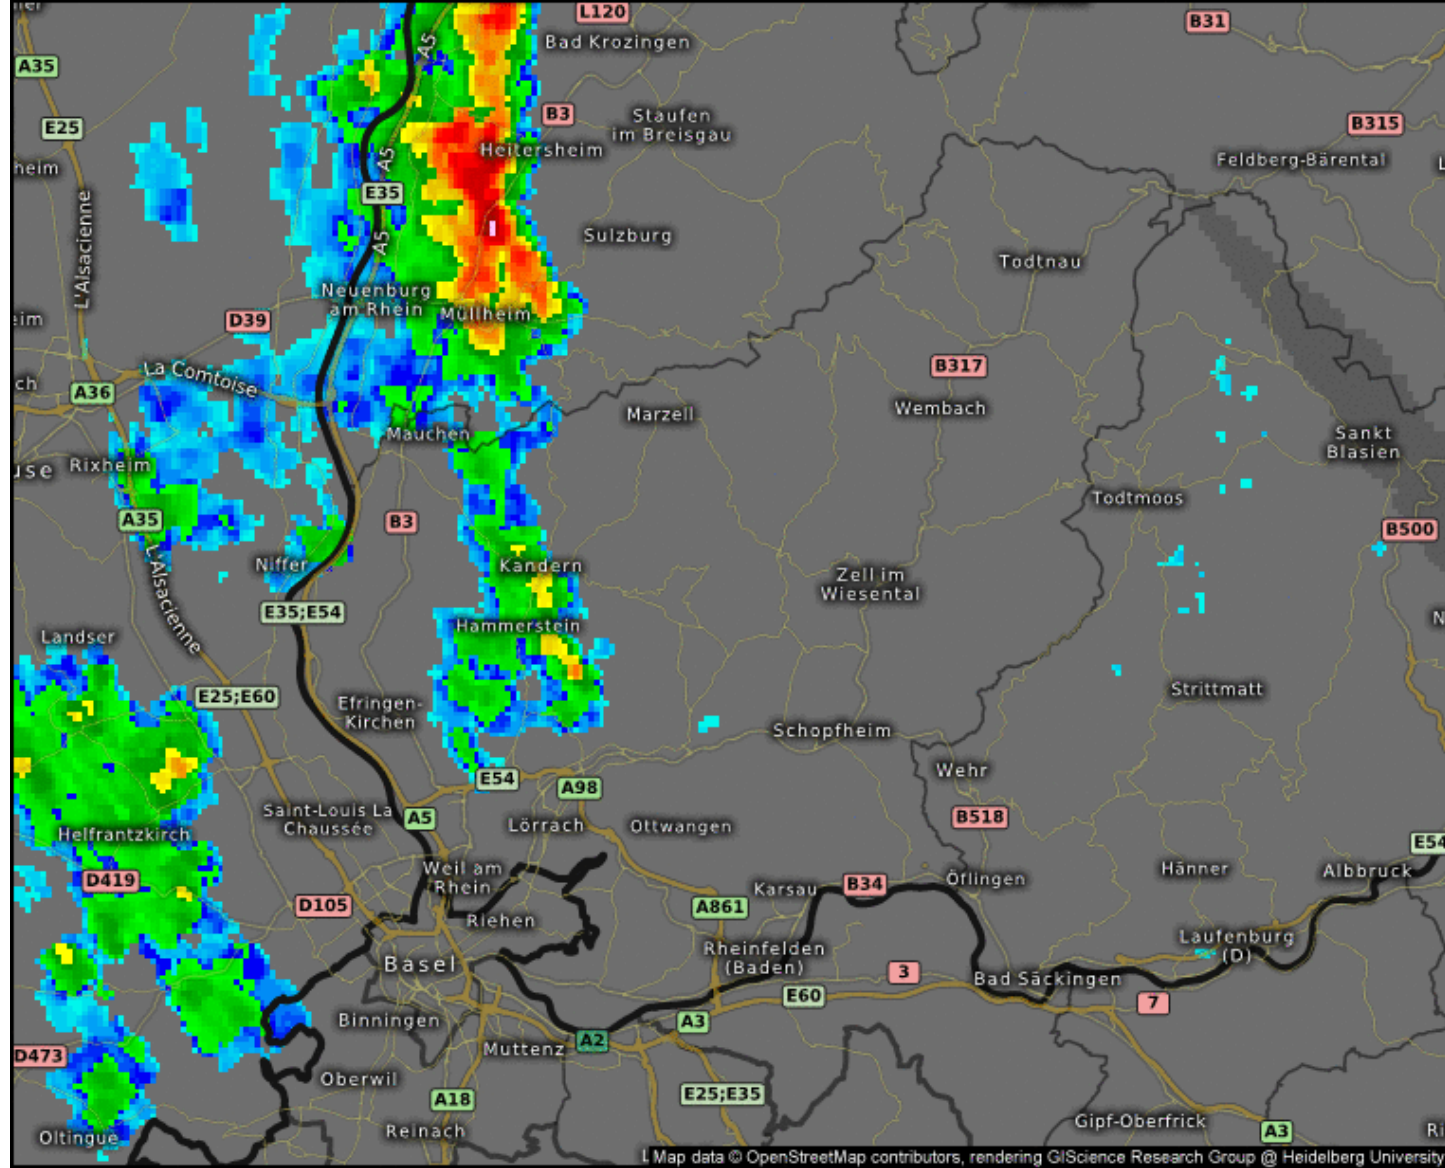 L120
B31
Bad Krozingen
A5
A35
B3
Staufen
im Breisgau
E25
B315
Heitersheim
Feldberg-Bärental
A5
heim
E35
L'Alsacienne
A5
Sulzburg
Todtnau
Neuenburg
am Rhein
Müllheim
D39
eim
La Comtoise
B317
ch
A36
Wembach
Marzell
Mauchen
Sankt
Blasien
Rixheim
use
Todtmoos
A35
B3
B500
L'Alsacienne
Niffer
Kandern
Zell im
Wiesental
E35;E54
Hammerstein
Landser
N
E25;E60
Strittmatt
Efringen-
Kirchen
Schopfheim
Wehr
E54
A98
Saint-Louis La
Chaussée
A5
Lörrach
Ottwangen
B518
Helfrantzkirch
E54
D419
Weil am
Rhein
Karsau
B34
Öflingen
Hänner
Albbruck
D105
A861
Riehen
Rheinfelden
(Baden)
Laufenburg
(D)
Basel
3
Bad Säckingen
E60
7
Binningen
A3
A2
Muttenz
D473
Oberwil
A18
E25;E35
Oltingue
Reinach
Gipf-Oberfrick
A3
Ri
L
Map data © OpenStreetMap contributors, rendering GIScience Research Group @ Heidelberg University